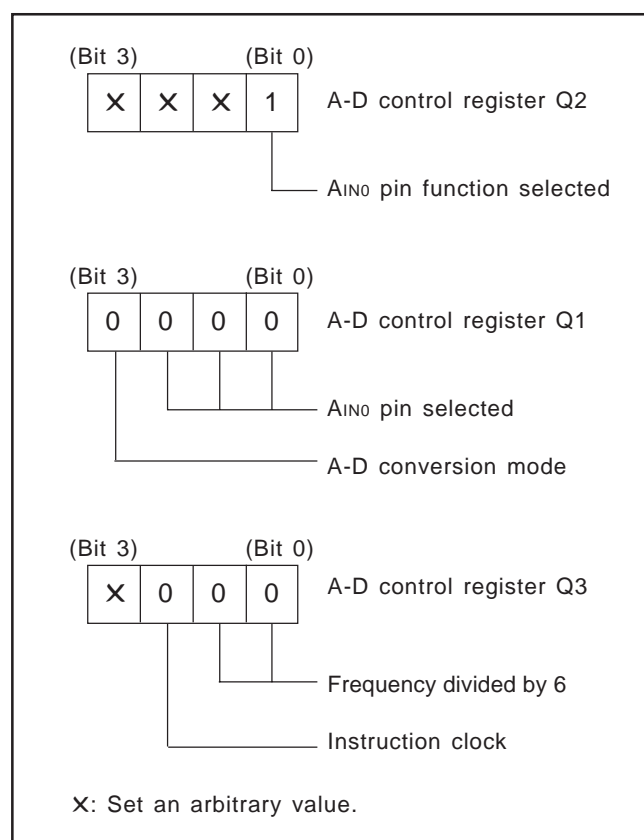 (Bit 3) (Bit 0)
X X X 1 A-D control register Q2
AIN0 pin function selected
(Bit 3) (Bit 0)
0 0 0 0 A-D control register Q1
AIN0 pin selected
A-D conversion mode
(Bit 3) (Bit 0)
X 0 0 0 A-D control register Q3
Frequency divided by 6
Instruction clock
X: Set an arbitrary value.